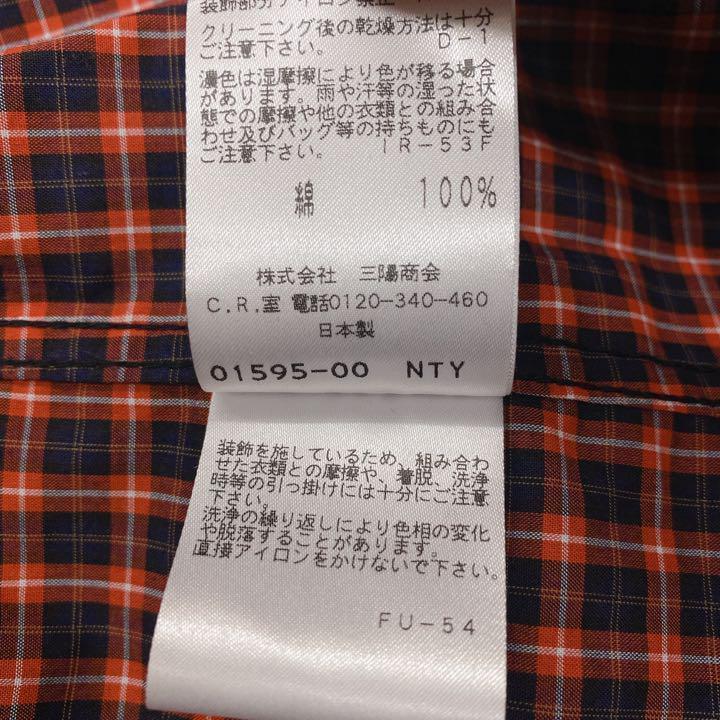 装飾部分アイロン禁止
クリーニング後の乾燥方法は十分
ご注意下さい。 D-1
濃色は湿摩擦により色が移る場合
があります。雨や汗等の湿った状
態での摩擦や他の衣類との組み合
わせ及びバッグ等の持ちものにも
ご注意下さい。 IR-53F
綿 100%
株式会社 三陽商会
C.R.室 電話0120-340-460
日本製
01595-00 NTY
装飾を施しているため、組み合わ
せた衣類との摩擦や、着脱、洗浄
時等の引っ掛けには十分にご注意
下さい。
洗浄の繰り返しにより色相の変化
や脱落することがあります。
直接アイロンをかけないで下さい。
FU-54